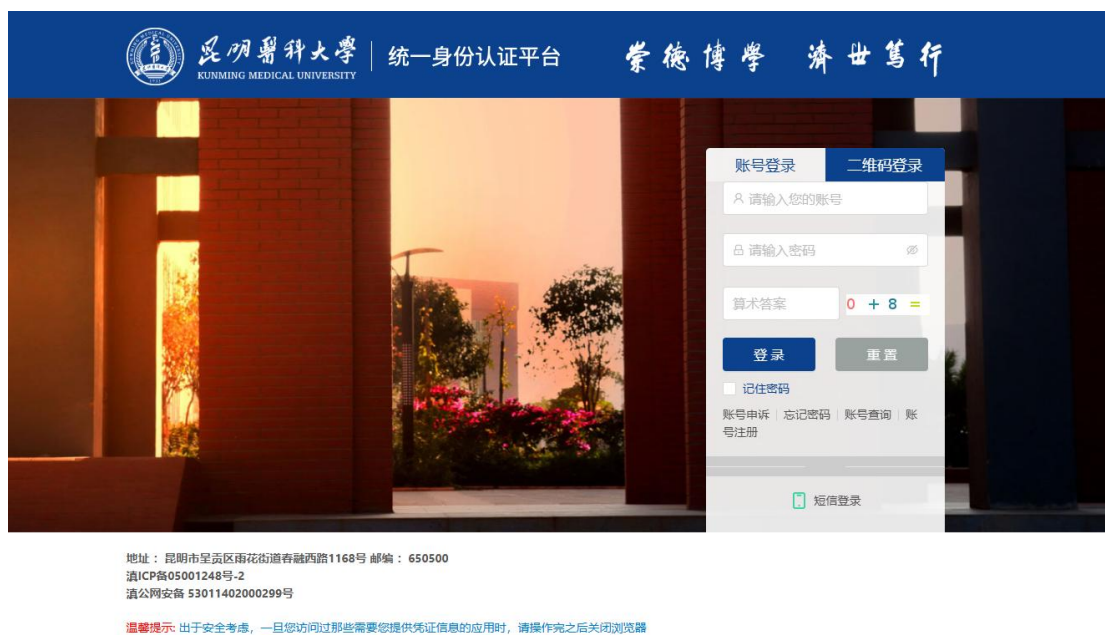 昆明醫科大學
KUNMING MEDICAL UNIVERSITY
统一身份认证平台
崇德博學 濟世篤行
账号登录 二维码登录
请输入您的账号
请输入密码
算术答案 0 + 8 =
登录 重置
记住密码
账号申诉 忘记密码 账号查询 账
号注册
短信登录
地址： 昆明市呈贡区雨花街道春融西路1168号 邮编： 650500
滇ICP备05001248号-2
滇公网安备 53011402000299号
温馨提示: 出于安全考虑，一旦您访问过那些需要您提供凭证信息的应用时，请操作完之后关闭浏览器